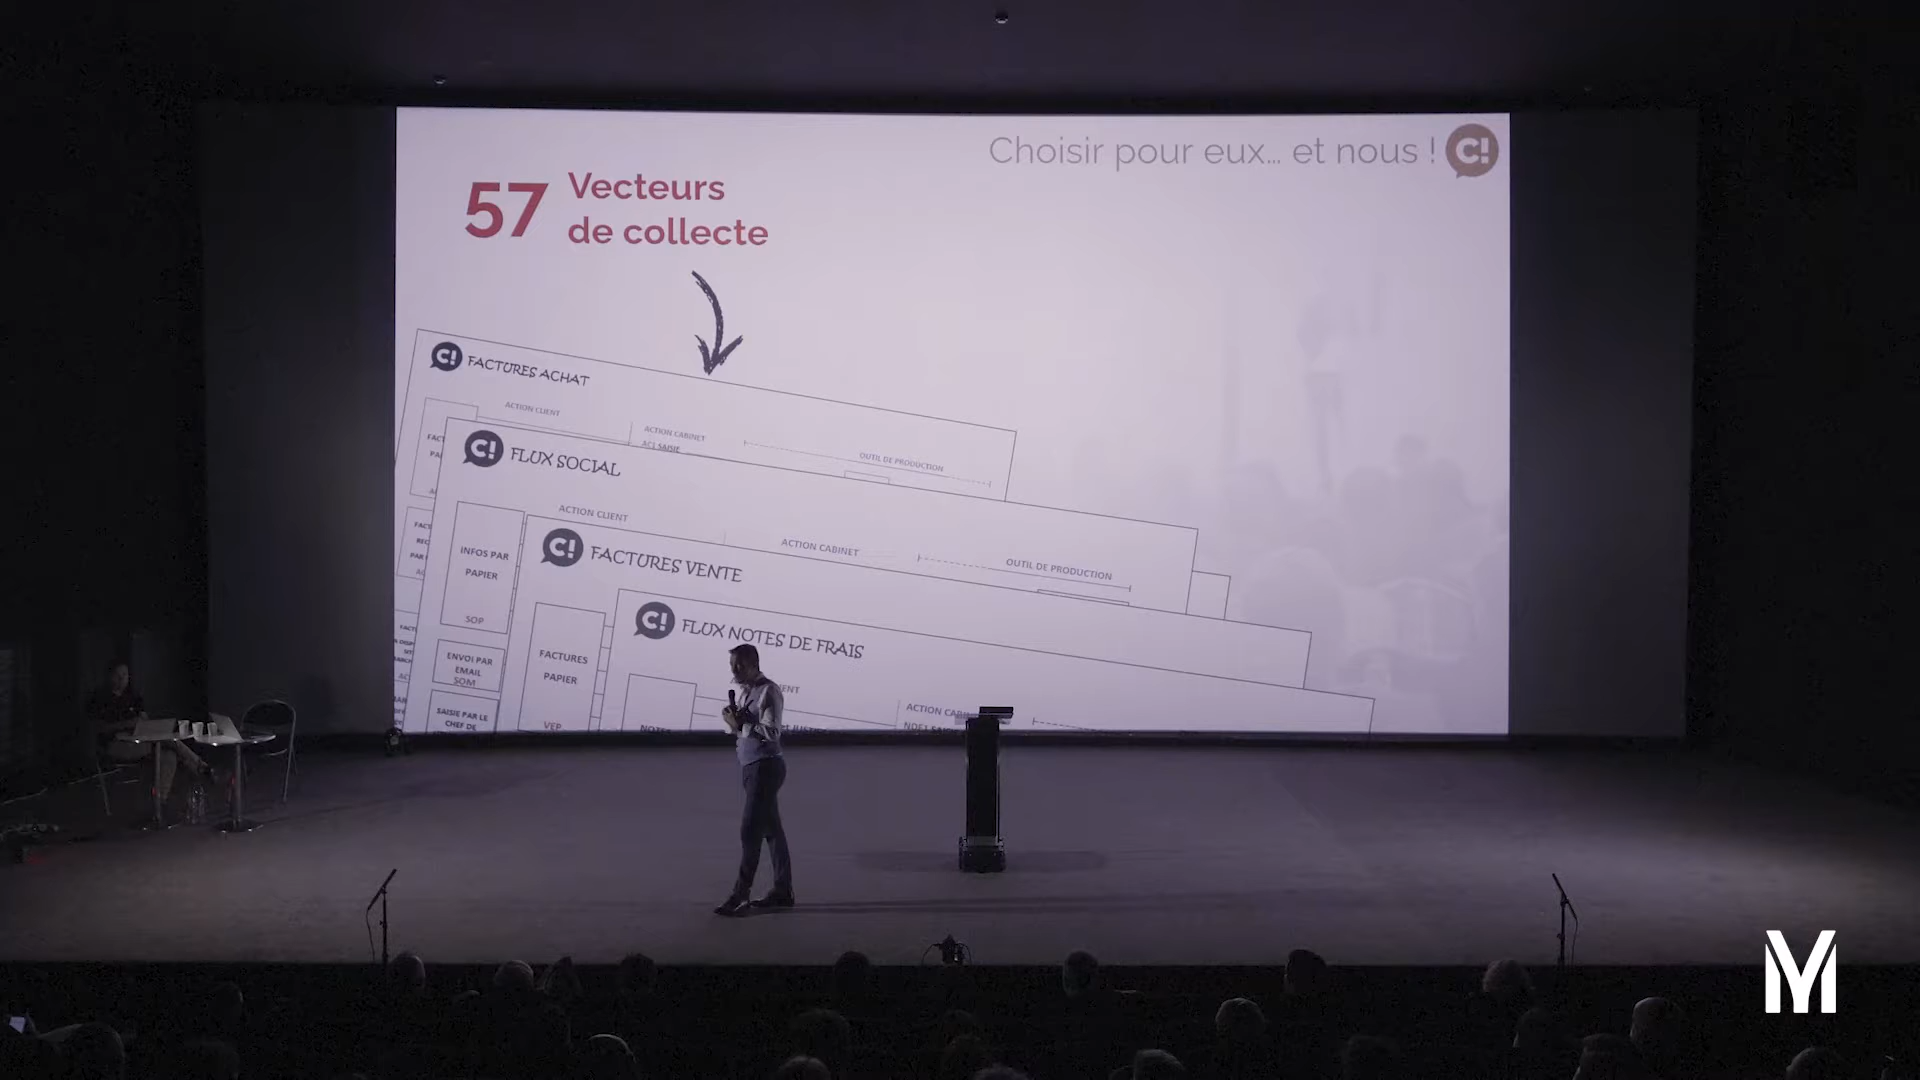 Choisir pour eux... et nous !
C!
57
Vecteurs
de collecte
C! FACTURES ACHAT
ACTION CLIENT
ACTION CABINET
AC1 SAISIE
OUTIL DE PRODUCTION
C! FLUX SOCIAL
ACTION CLIENT
ACTION CABINET
OUTIL DE PRODUCTION
INFOS PAR
PAPIER
SOP
ENVOI PAR
EMAIL
SOM
SAISIE PAR LE
CHEF DE
C! FACTURES VENTE
FACTURES
PAPIER
VEP
C! FLUX NOTES DE FRAIS
ACTION